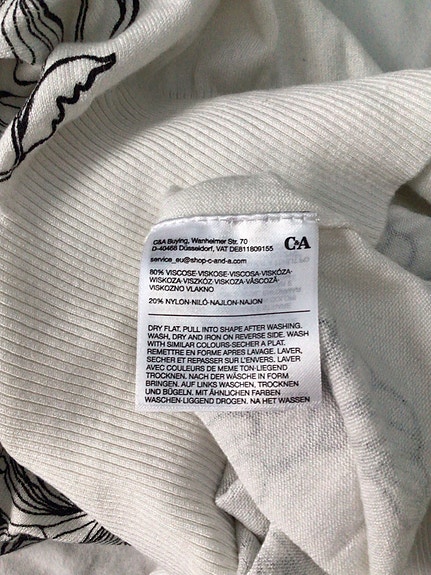 C&A Buying, Wanheimer Str. 70
D-40468 Düsseldorf, VAT DE811809155
C&A
service_eu@shop-c-and-a.com
80% VISCOSE-VISKOSE-VISCOSA-VISKÓZA-
WISKOZA-VISZKÓZ-VISKOZA-VÂSCOZĂ-
VISKOZNO VLAKNO
20% NYLON-NILÓ-NAJLON-NAJON
DRY FLAT. PULL INTO SHAPE AFTER WASHING.
WASH, DRY AND IRON ON REVERSE SIDE. WASH
WITH SIMILAR COLOURS-SECHER A PLAT.
REMETTRE EN FORME APRES LAVAGE. LAVER,
SECHER ET REPASSER SUR L'ENVERS. LAVER
AVEC COULEURS DE MEME TON-LIEGEND
TROCKNEN. NACH DER WÄSCHE IN FORM
BRINGEN. AUF LINKS WASCHEN, TROCKNEN
UND BÜGELN. MIT ÄHNLICHEN FARBEN
WASCHEN-LIGGEND DROGEN. NA HET WASSEN